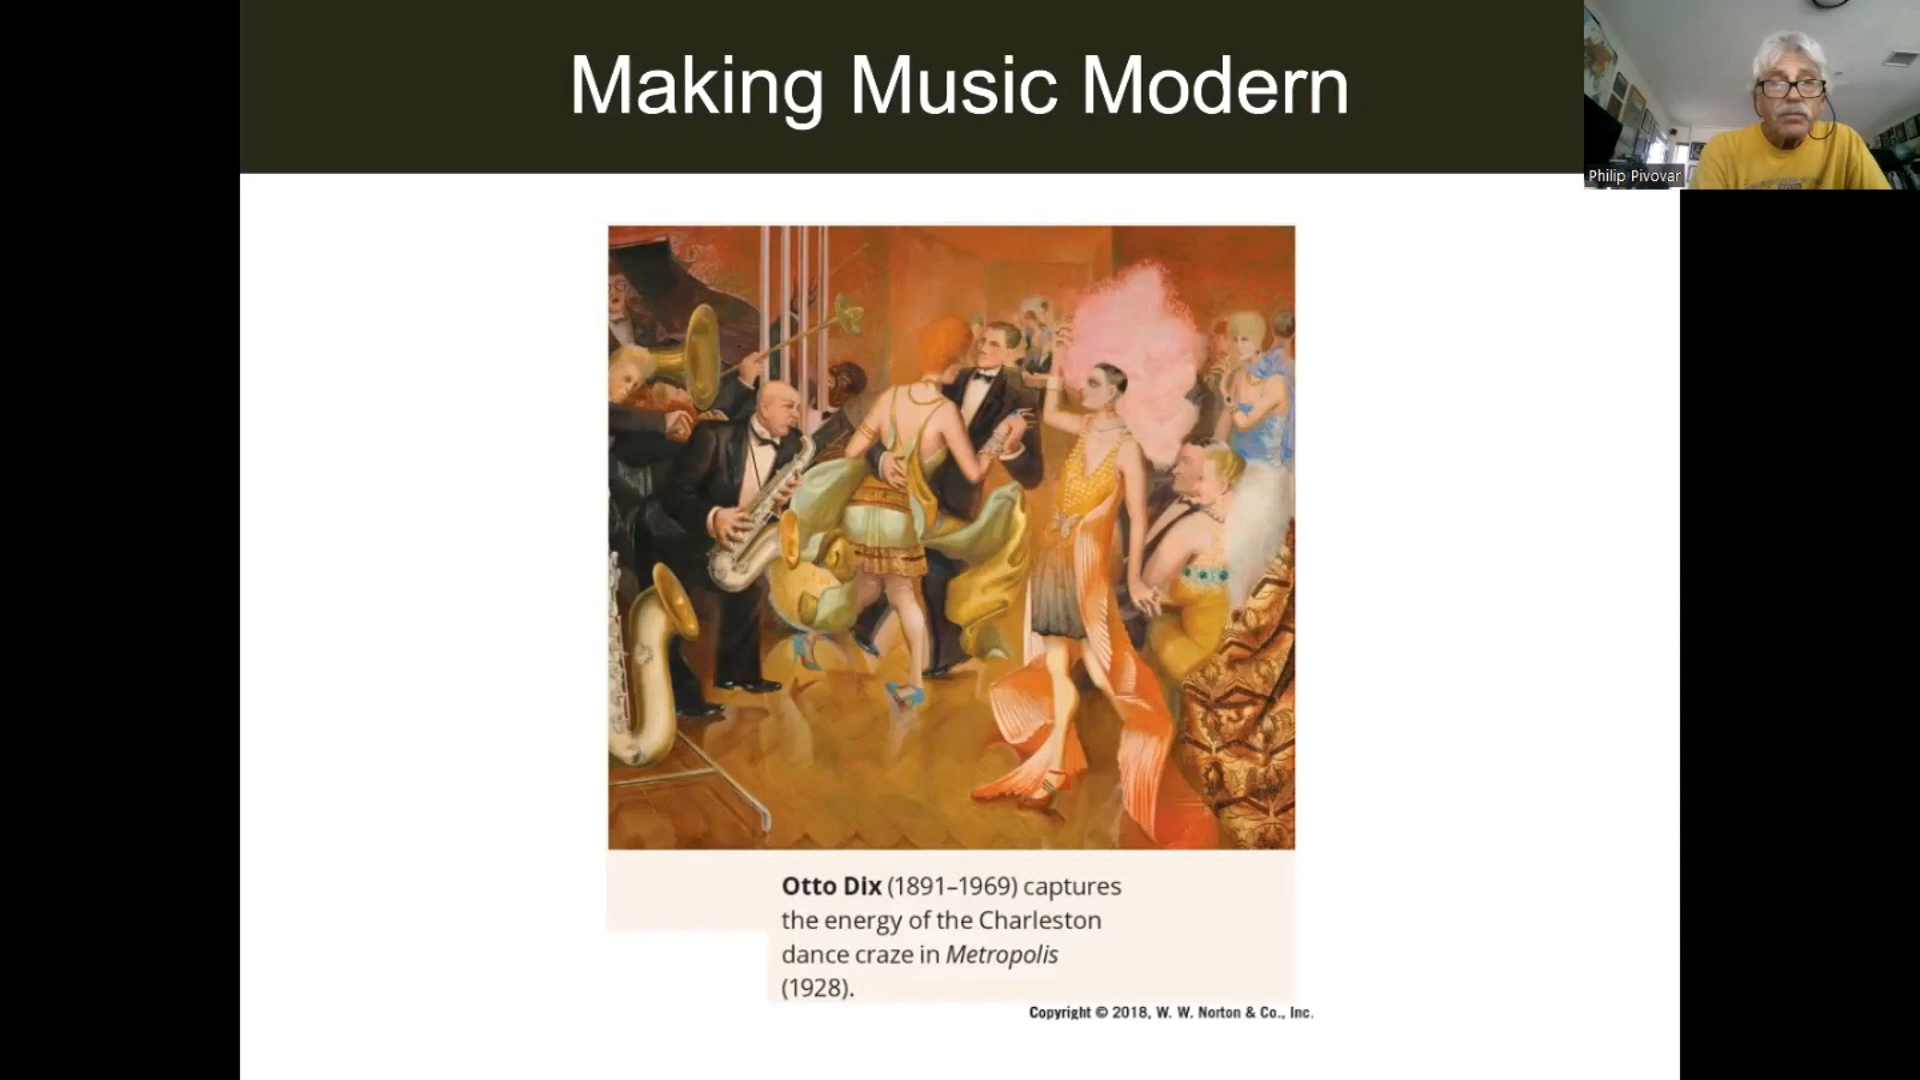 Making Music Modern
Philip Pivovar
Otto Dix (1891–1969) captures
the energy of the Charleston
dance craze in Metropolis
(1928).
Copyright © 2018, W. W. Norton & Co., Inc.